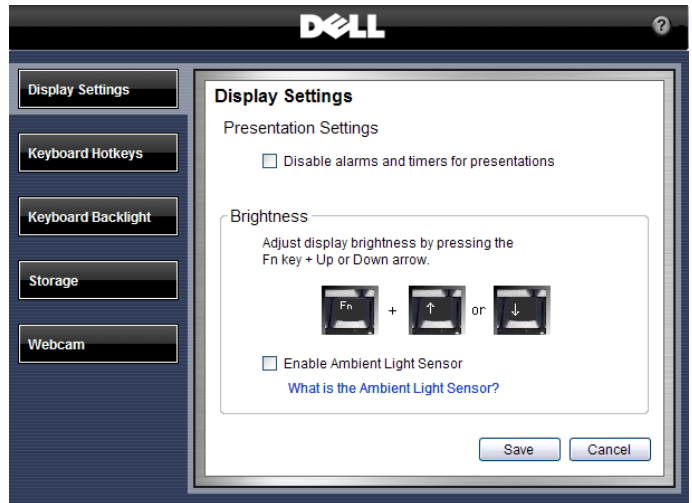 DELL
?
Display Settings
Keyboard Hotkeys
Keyboard Backlight
Storage
Webcam
Display Settings
Presentation Settings
Disable alarms and timers for presentations
Brightness
Adjust display brightness by pressing the
Fn key + Up or Down arrow.
Fn + ↑ or ↓
Enable Ambient Light Sensor
What is the Ambient Light Sensor?
Save Cancel